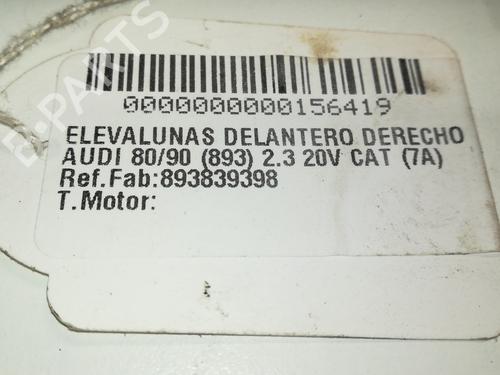 B-PARTS
0000000000156419
ELEVALUNAS DELANTERO DERECHO
AUDI 80/90 (893) 2.3 20V CAT (7A)
Ref.Fab:893839398
T.Motor: